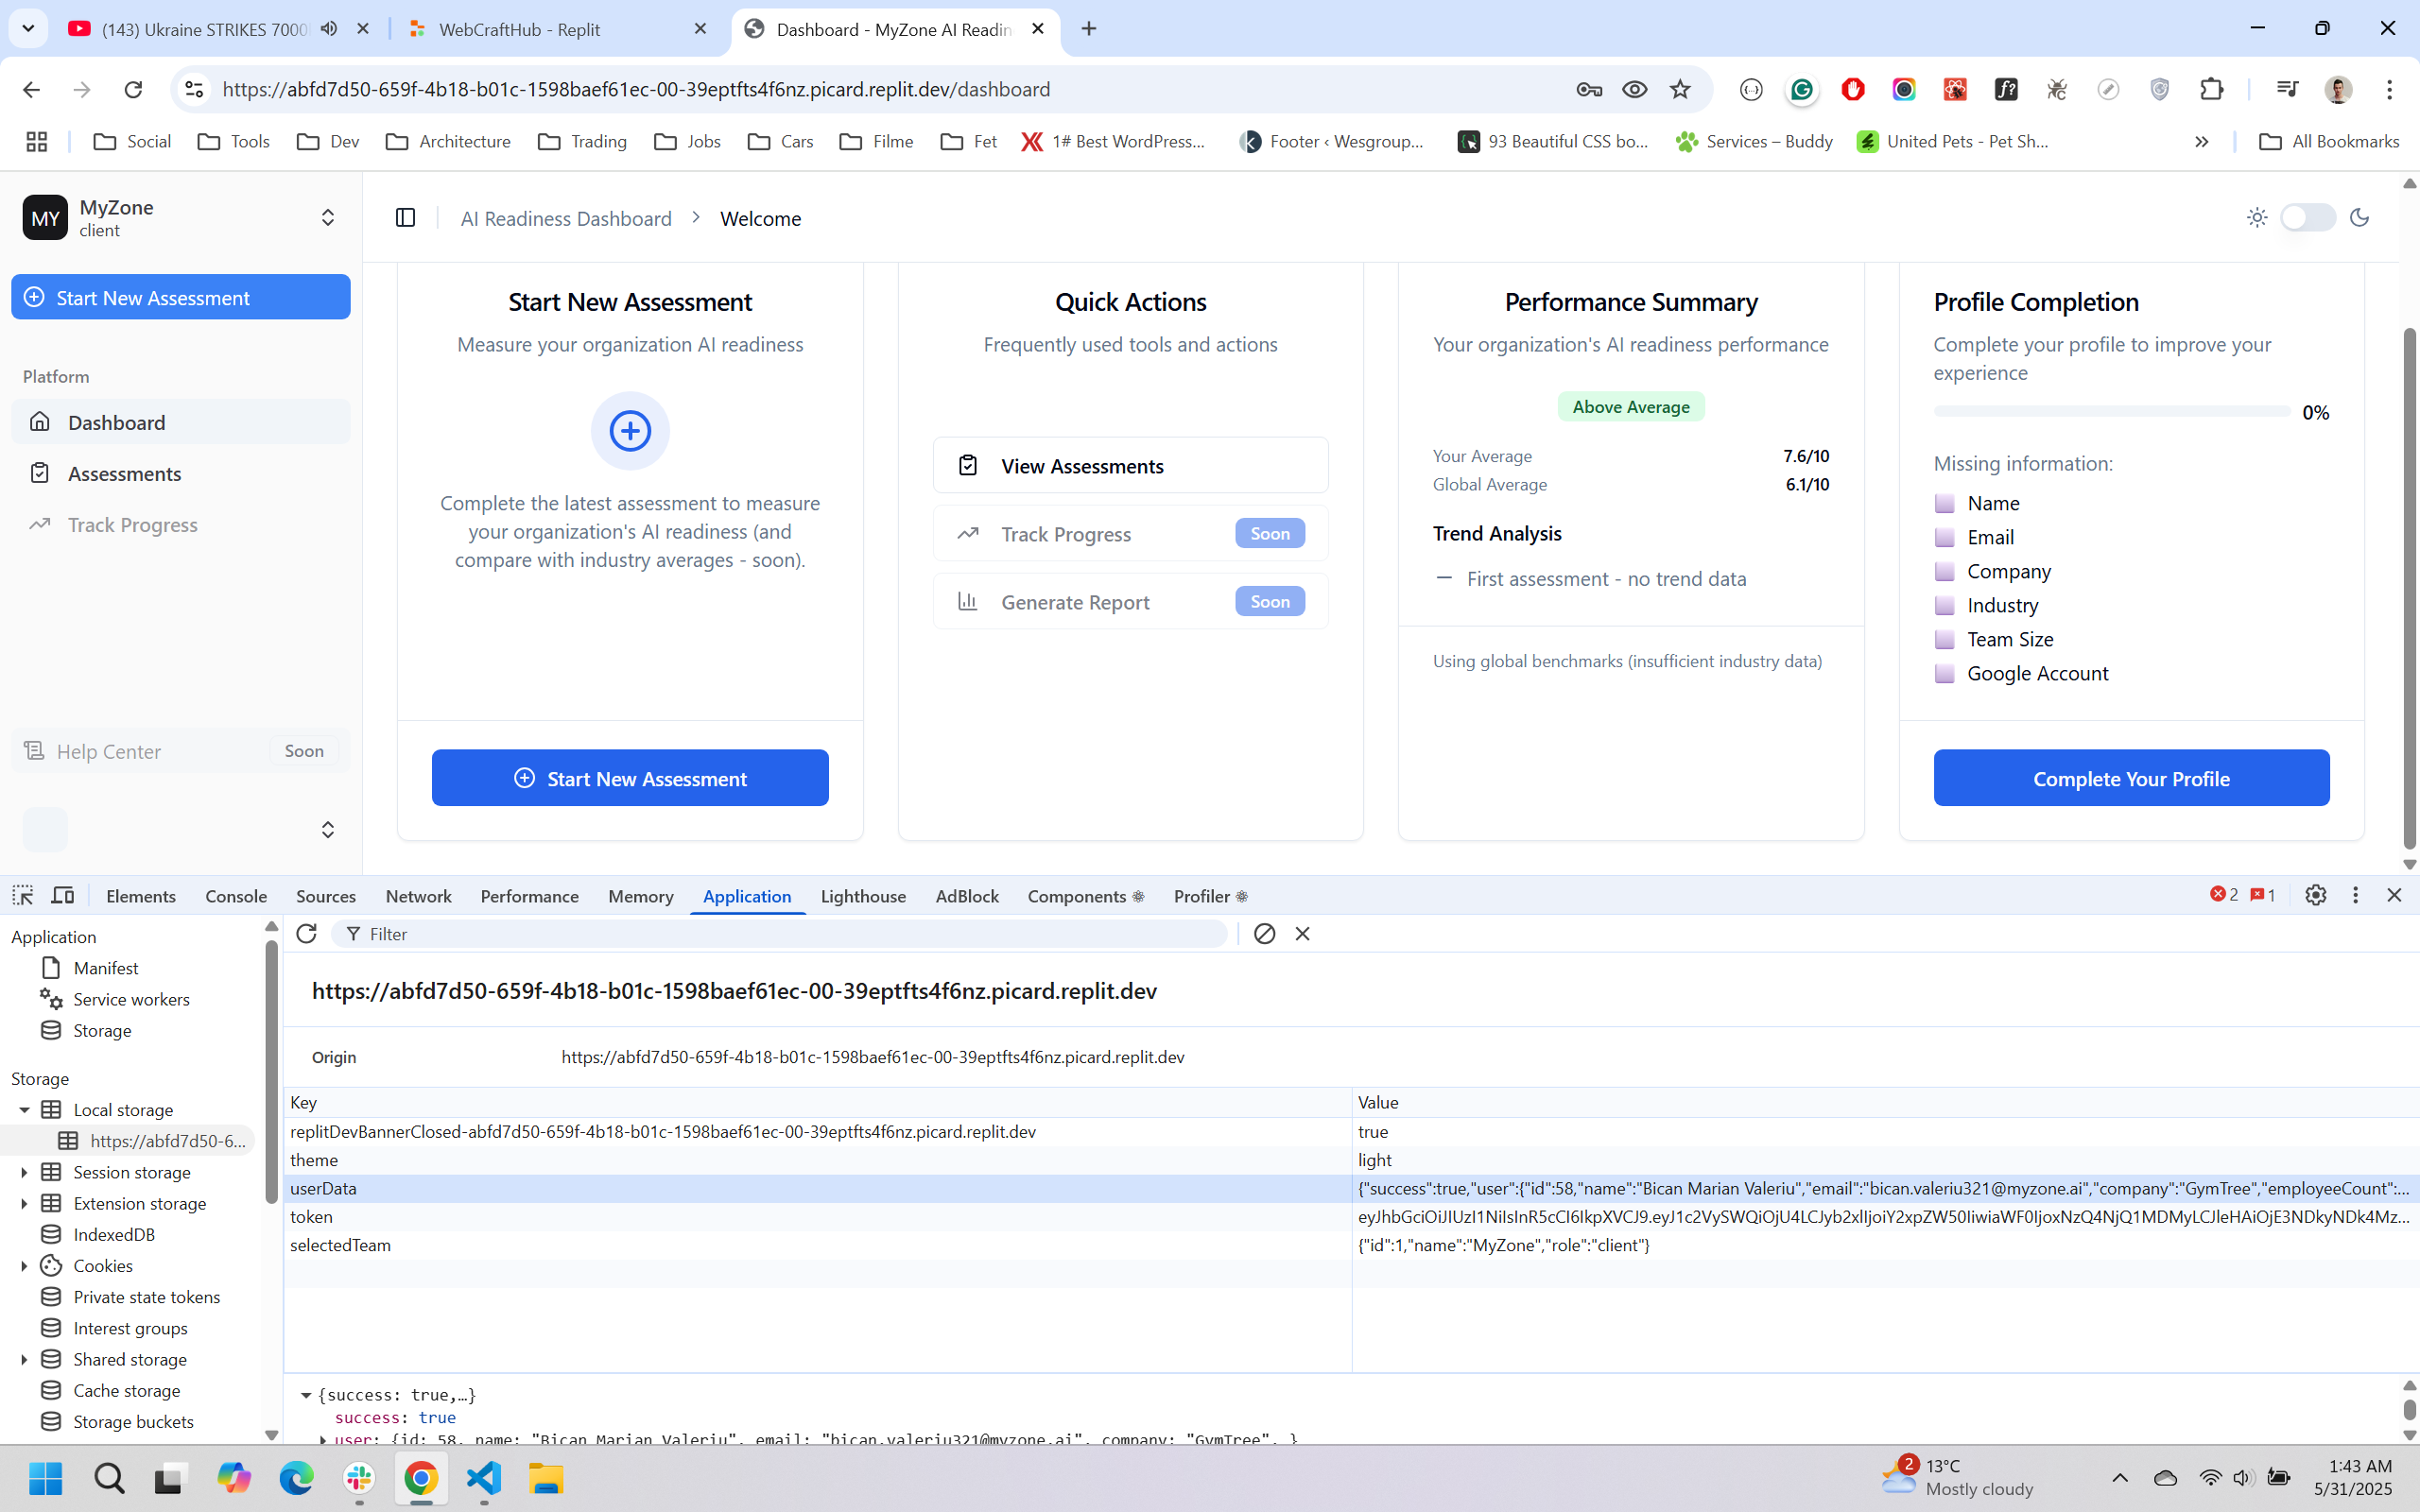 (143) Ukraine STRIKES 7000
WebCraftHub - Replit
Dashboard - MyZone AI Readin
https://abfd7d50-659f-4b18-b01c-1598baef61ec-00-39eptfts4f6nz.picard.replit.dev/dashboard
Social
Tools
Dev
Architecture
Trading
Jobs
Cars
Filme
Fet
1# Best WordPress...
Footer ‹ Wesgroup...
93 Beautiful CSS bo...
Services – Buddy
United Pets - Pet Sh...
All Bookmarks
MY
MyZone
client
AI Readiness Dashboard
Welcome
Start New Assessment
Platform
Dashboard
Assessments
Track Progress
Help Center
Soon
Start New Assessment
Measure your organization AI readiness
Complete the latest assessment to measure
your organization's AI readiness (and
compare with industry averages - soon).
Start New Assessment
Quick Actions
Frequently used tools and actions
View Assessments
Track Progress
Soon
Generate Report
Soon
Performance Summary
Your organization's AI readiness performance
Above Average
Your Average
7.6/10
Global Average
6.1/10
Trend Analysis
First assessment - no trend data
Using global benchmarks (insufficient industry data)
Profile Completion
Complete your profile to improve your
experience
0%
Missing information:
Name
Email
Company
Industry
Team Size
Google Account
Complete Your Profile
Elements
Console
Sources
Network
Performance
Memory
Application
Lighthouse
AdBlock
Components
Profiler
2
1
Application
Manifest
Service workers
Storage
Storage
Local storage
https://abfd7d50-6...
Session storage
Extension storage
IndexedDB
Cookies
Private state tokens
Interest groups
Shared storage
Cache storage
Storage buckets
Filter
https://abfd7d50-659f-4b18-b01c-1598baef61ec-00-39eptfts4f6nz.picard.replit.dev
Origin
https://abfd7d50-659f-4b18-b01c-1598baef61ec-00-39eptfts4f6nz.picard.replit.dev
Key
Value
replitDevBannerClosed-abfd7d50-659f-4b18-b01c-1598baef61ec-00-39eptfts4f6nz.picard.replit.dev
true
theme
light
userData
{"success":true,"user":{"id":58,"name":"Bican Marian Valeriu","email":"bican.valeriu321@myzone.ai","company":"GymTree","employeeCount":...
token
eyJhbGciOiJIUzI1NiIsInR5cCI6IkpXVCJ9.eyJ1c2VySWQiOjU4LCJyb2xlIjoiY2xpZW50IiwiaWF0IjoxNzQ4NjQ1MDMyLCJleHAiOjE3NDkyNDk4Mz...
selectedTeam
{"id":1,"name":"MyZone","role":"client"}
{success: true,…}
success: true
user: {id: 58, name: "Bican Marian Valeriu", email: "bican.valeriu321@myzone.ai", company: "GymTree",…}
2
13°C
Mostly cloudy
1:43 AM
5/31/2025